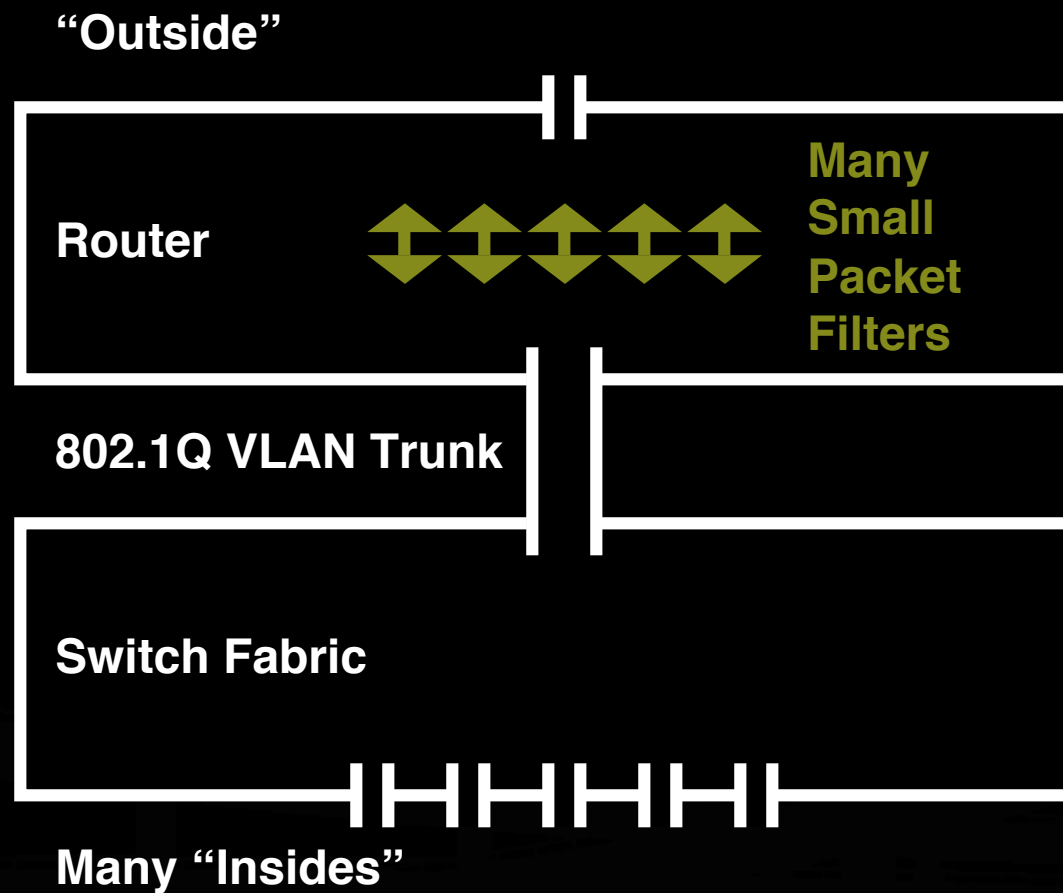 “Outside”
Many
Small
Router
Packet
Filters
802.1Q VLAN Trunk
Switch Fabric
Many “Insides”